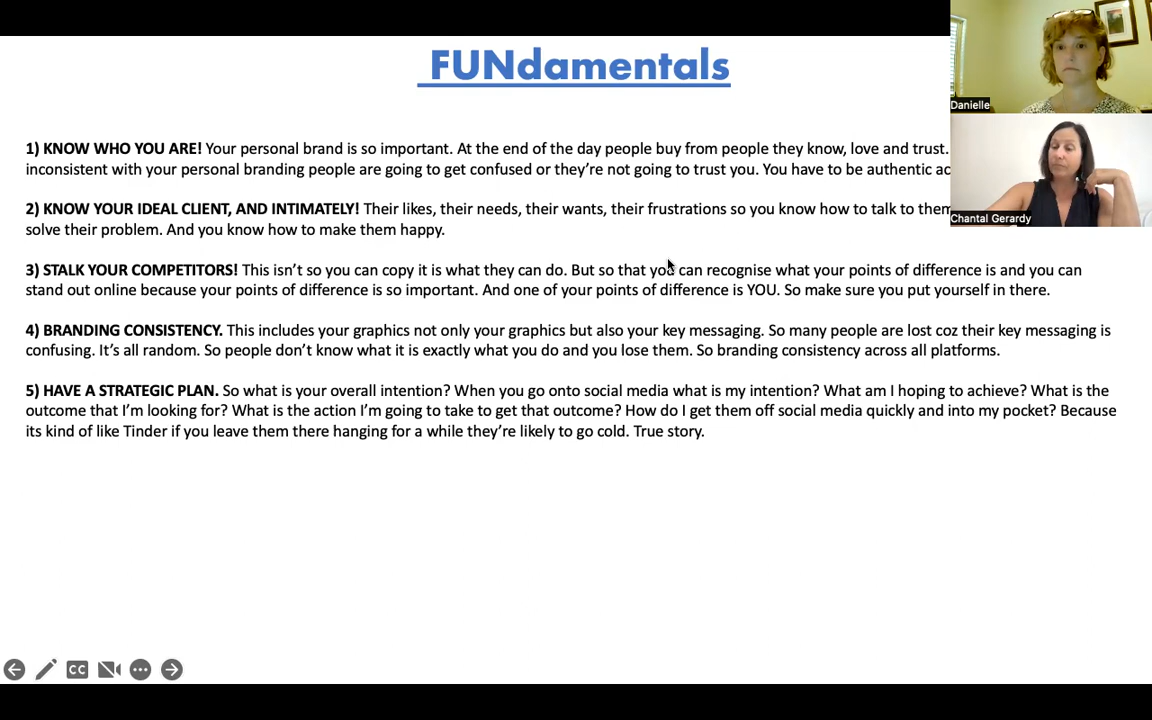 FUNdamentals
Danielle
1) KNOW WHO YOU ARE! Your personal brand is so important. At the end of the day people buy from people they know, love and trust.
inconsistent with your personal branding people are going to get confused or they’re not going to trust you. You have to be authentic
Chantal Gerardy
2) KNOW YOUR IDEAL CLIENT, AND INTIMATELY! Their likes, their needs, their wants, their frustrations so you know how to talk to them
solve their problem. And you know how to make them happy.
3) STALK YOUR COMPETITORS! This isn’t so you can copy it is what they can do. But so that you can recognise what your points of difference is and you can
stand out online because your points of difference is so important. And one of your points of difference is YOU. So make sure you put yourself in there.
4) BRANDING CONSISTENCY. This includes your graphics not only your graphics but also your key messaging. So many people are lost coz their key messaging is
confusing. It’s all random. So people don’t know what it is exactly what you do and you lose them. So branding consistency across all platforms.
5) HAVE A STRATEGIC PLAN. So what is your overall intention? When you go onto social media what is my intention? What am I hoping to achieve? What is the
outcome that I’m looking for? What is the action I’m going to take to get that outcome? How do I get them off social media quickly and into my pocket? Because
its kind of like Tinder if you leave them there hanging for a while they’re likely to go cold. True story.
CC